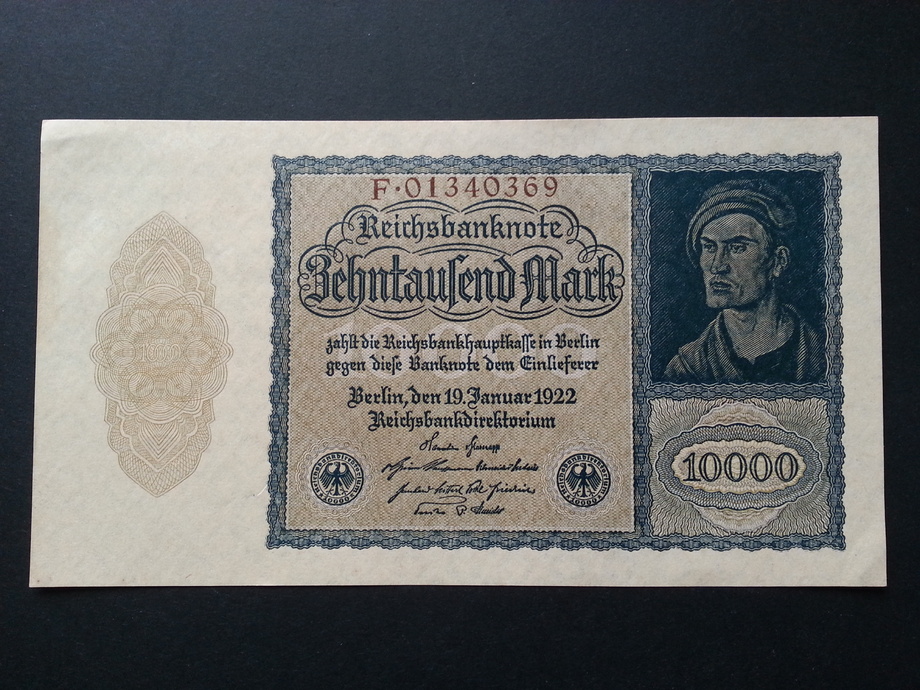 F·01340369
Reichsbanknote
Zehntausend Mark
zahlt die Reichsbankhauptkasse in Berlin
gegen diese Banknote dem Einlieferer
Berlin, den 19. Januar 1922
Reichsbankdirektorium
10000